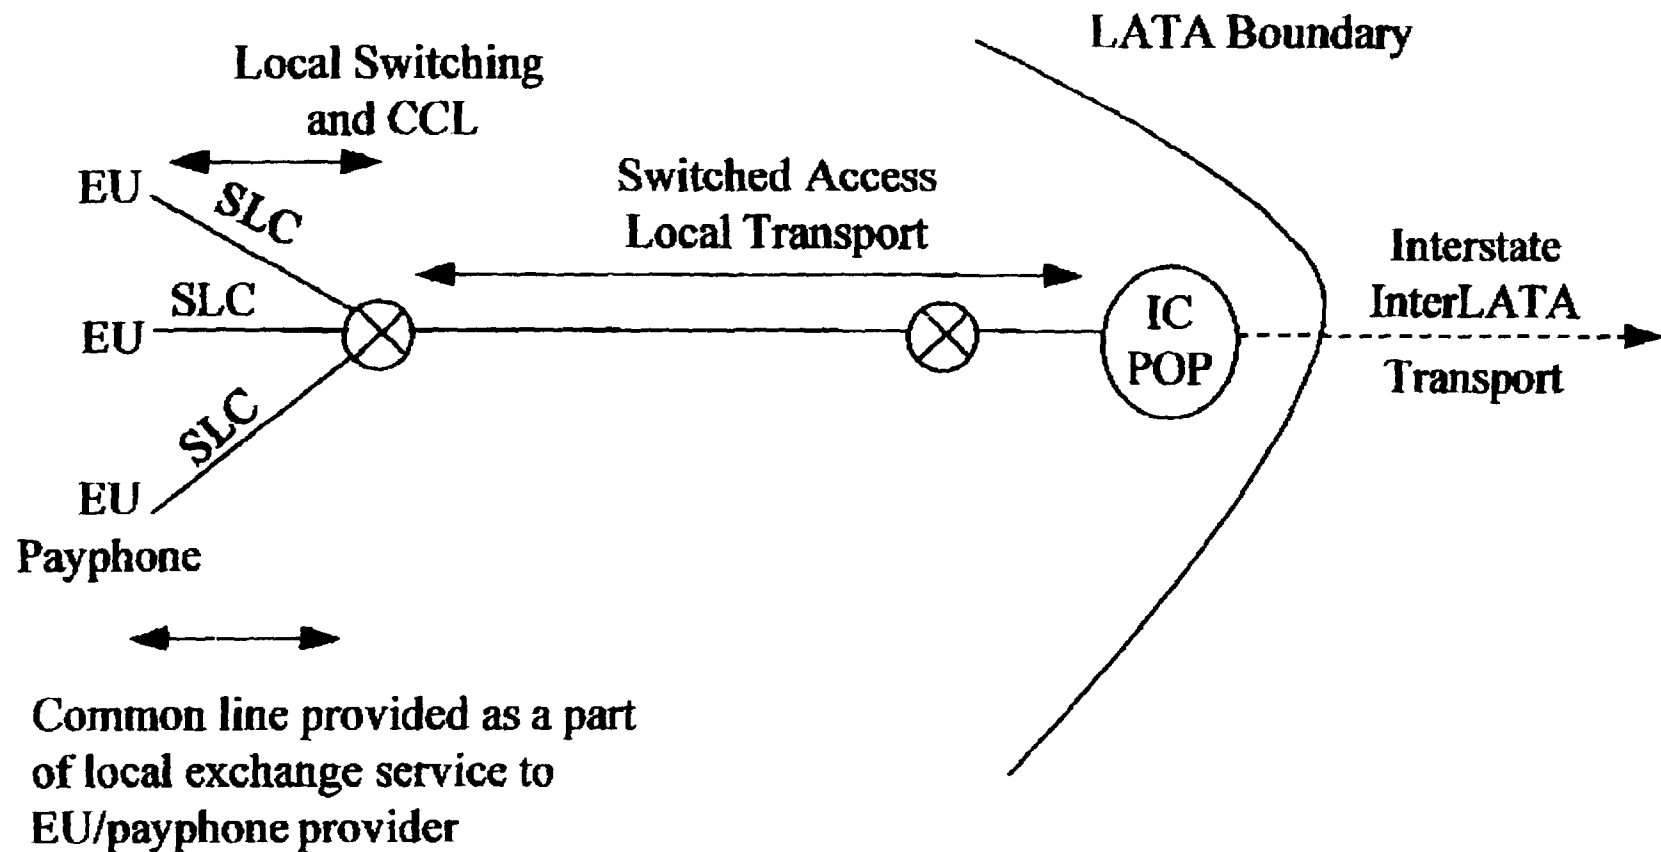 LATA Boundary
Local Switching
and CCL
EU
SLC
Switched Access
Local Transport
SLC
EU
IC
POP
Interstate
InterLATA
Transport
SLC
EU
Payphone
Common line provided as a part
of local exchange service to
EU/payphone provider